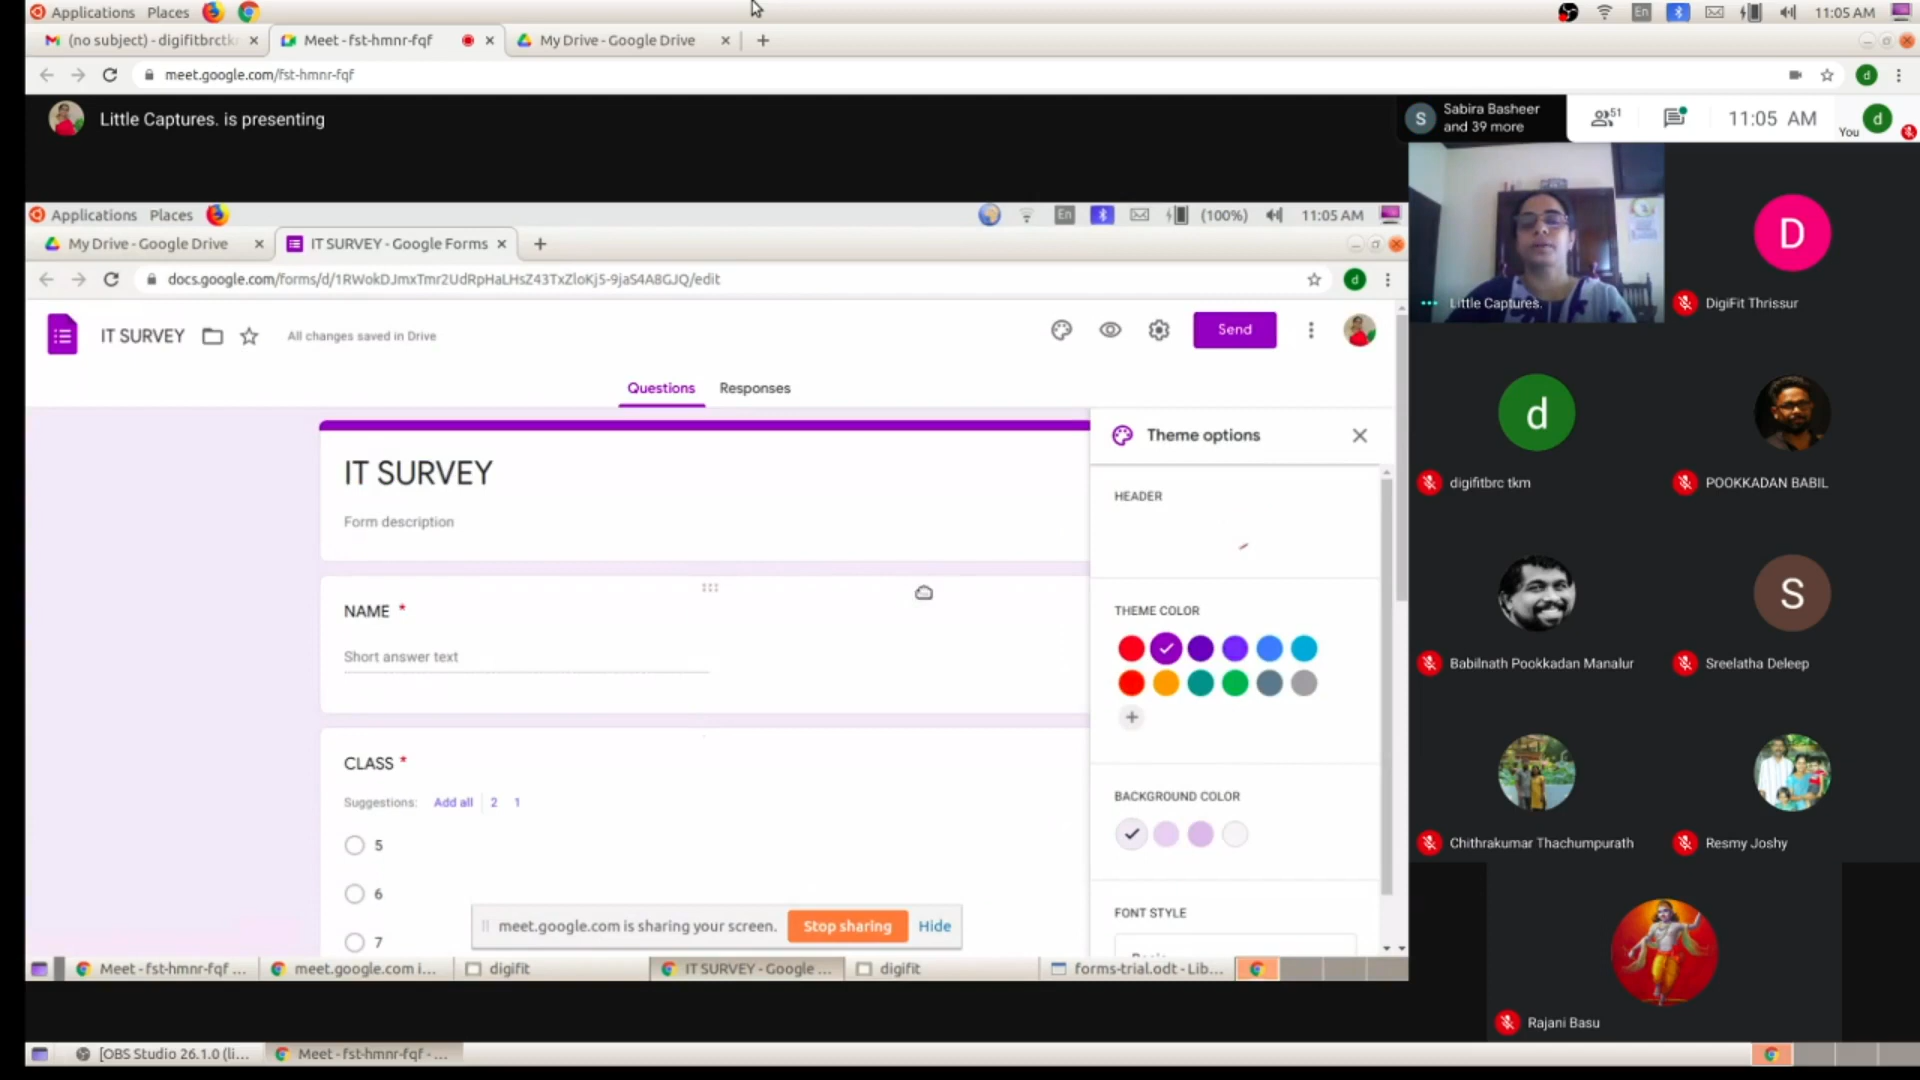 Applications Places
11:05 AM
En
(no subject) - digifitbrctk
Meet - fst-hmnr-fqf
My Drive - Google Drive
meet.google.com/fst-hmnr-fqf
d
Little Captures. is presenting
S
Sabira Basheer
and 39 more
51
11:05 AM
You
d
Applications Places
En
(100%)
11:05 AM
My Drive - Google Drive
IT SURVEY - Google Forms
docs.google.com/forms/d/1RWokDJmxTmr2UdRpHaLHsZ43TxZloKj5-9jaS4A8GJQ/edit
d
IT SURVEY
All changes saved in Drive
Send
Questions
Responses
IT SURVEY
Form description
NAME *
Short answer text
CLASS *
Suggestions: Add all 2 1
5
6
7
Theme options
HEADER
THEME COLOR
BACKGROUND COLOR
FONT STYLE
meet.google.com is sharing your screen.
Stop sharing
Hide
Meet - fst-hmnr-fqf ...
meet.google.com i...
digifit
IT SURVEY - Google ...
digifit
forms-trial.odt - Lib...
Little Captures.
D
DigiFit Thrissur
d
digifitbrc tkm
POOKKADAN BABIL
Babilnath Pookkadan Manalur
S
Sreelatha Deleep
Chithrakumar Thachumpurath
Resmy Joshy
Rajani Basu
[OBS Studio 26.1.0 (li...
Meet - fst-hmnr-fqf - ...